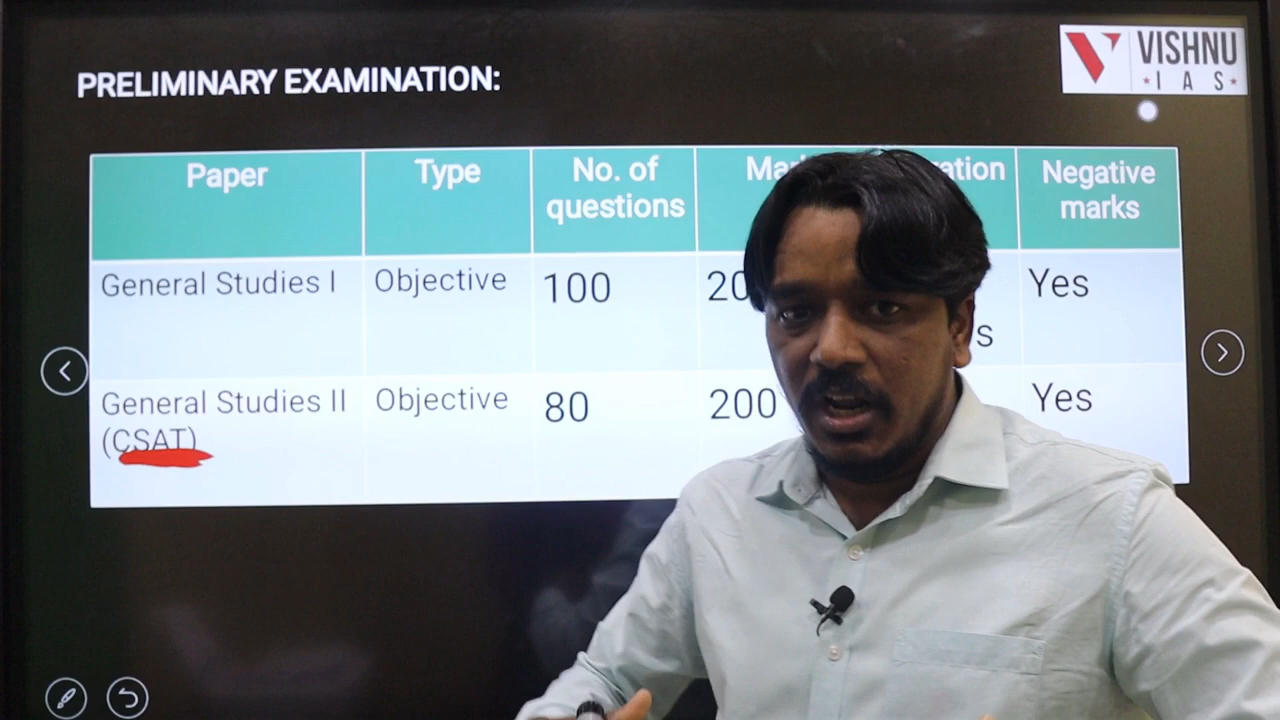 PRELIMINARY EXAMINATION:
VISHNU
IAS
Paper
Type
No. of
questions
Negative
marks
General Studies I
Objective
100
Yes
General Studies II
(CSAT)
Objective
80
200
Yes